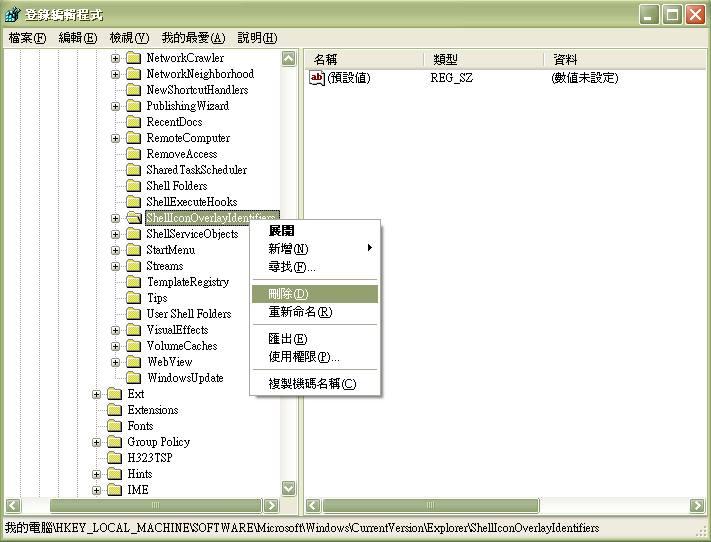 登錄編輯程式
檔案(F) 編輯(E) 檢視(V) 我的最愛(A) 說明(H)
NetworkCrawler
NetworkNeighborhood
NewShortcutHandlers
PublishingWizard
RecentDocs
RemoteComputer
RemoveAccess
SharedTaskScheduler
Shell Folders
ShellExecuteHooks
ShellIconOverlayIdentifiers
ShellServiceObjects
StartMenu
Streams
TemplateRegistry
Tips
User Shell Folders
VisualEffects
VolumeCaches
WebView
WindowsUpdate
Ext
Extensions
Fonts
Group Policy
H323TSP
Hints
IME
名稱 類型 資料
ab (預設值) REG_SZ (數值未設定)
展開
新增(N)
尋找(F)...
刪除(D)
重新命名(R)
匯出(E)
使用權限(P)...
複製機碼名稱(C)
我的電腦\HKEY_LOCAL_MACHINE\SOFTWARE\Microsoft\Windows\CurrentVersion\Explorer\ShellIconOverlayIdentifiers